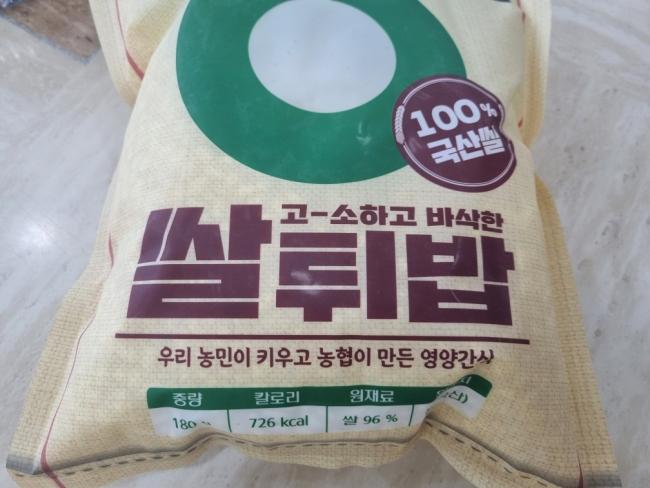 100%
국산쌀
고-소하고 바삭한
쌀튀밥
우리 농민이 키우고 농협이 만든 영양간식
중량 칼로리 원재료
180 726 kcal 쌀 96 %